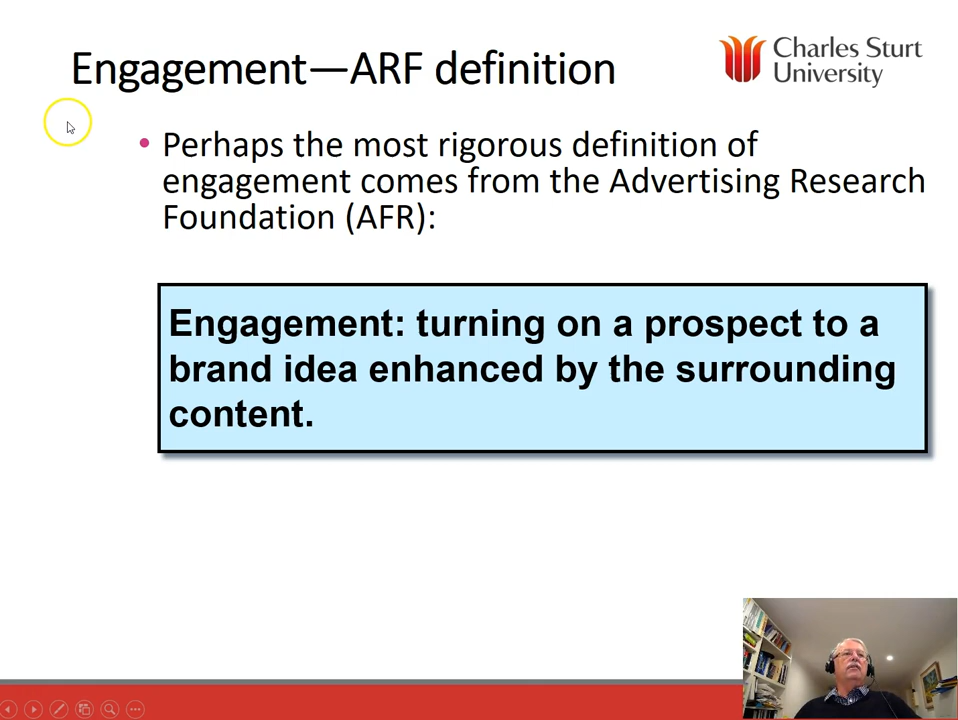 Engagement—ARF definition
Charles Sturt
University
• Perhaps the most rigorous definition of
engagement comes from the Advertising Research
Foundation (AFR):
Engagement: turning on a prospect to a
brand idea enhanced by the surrounding
content.